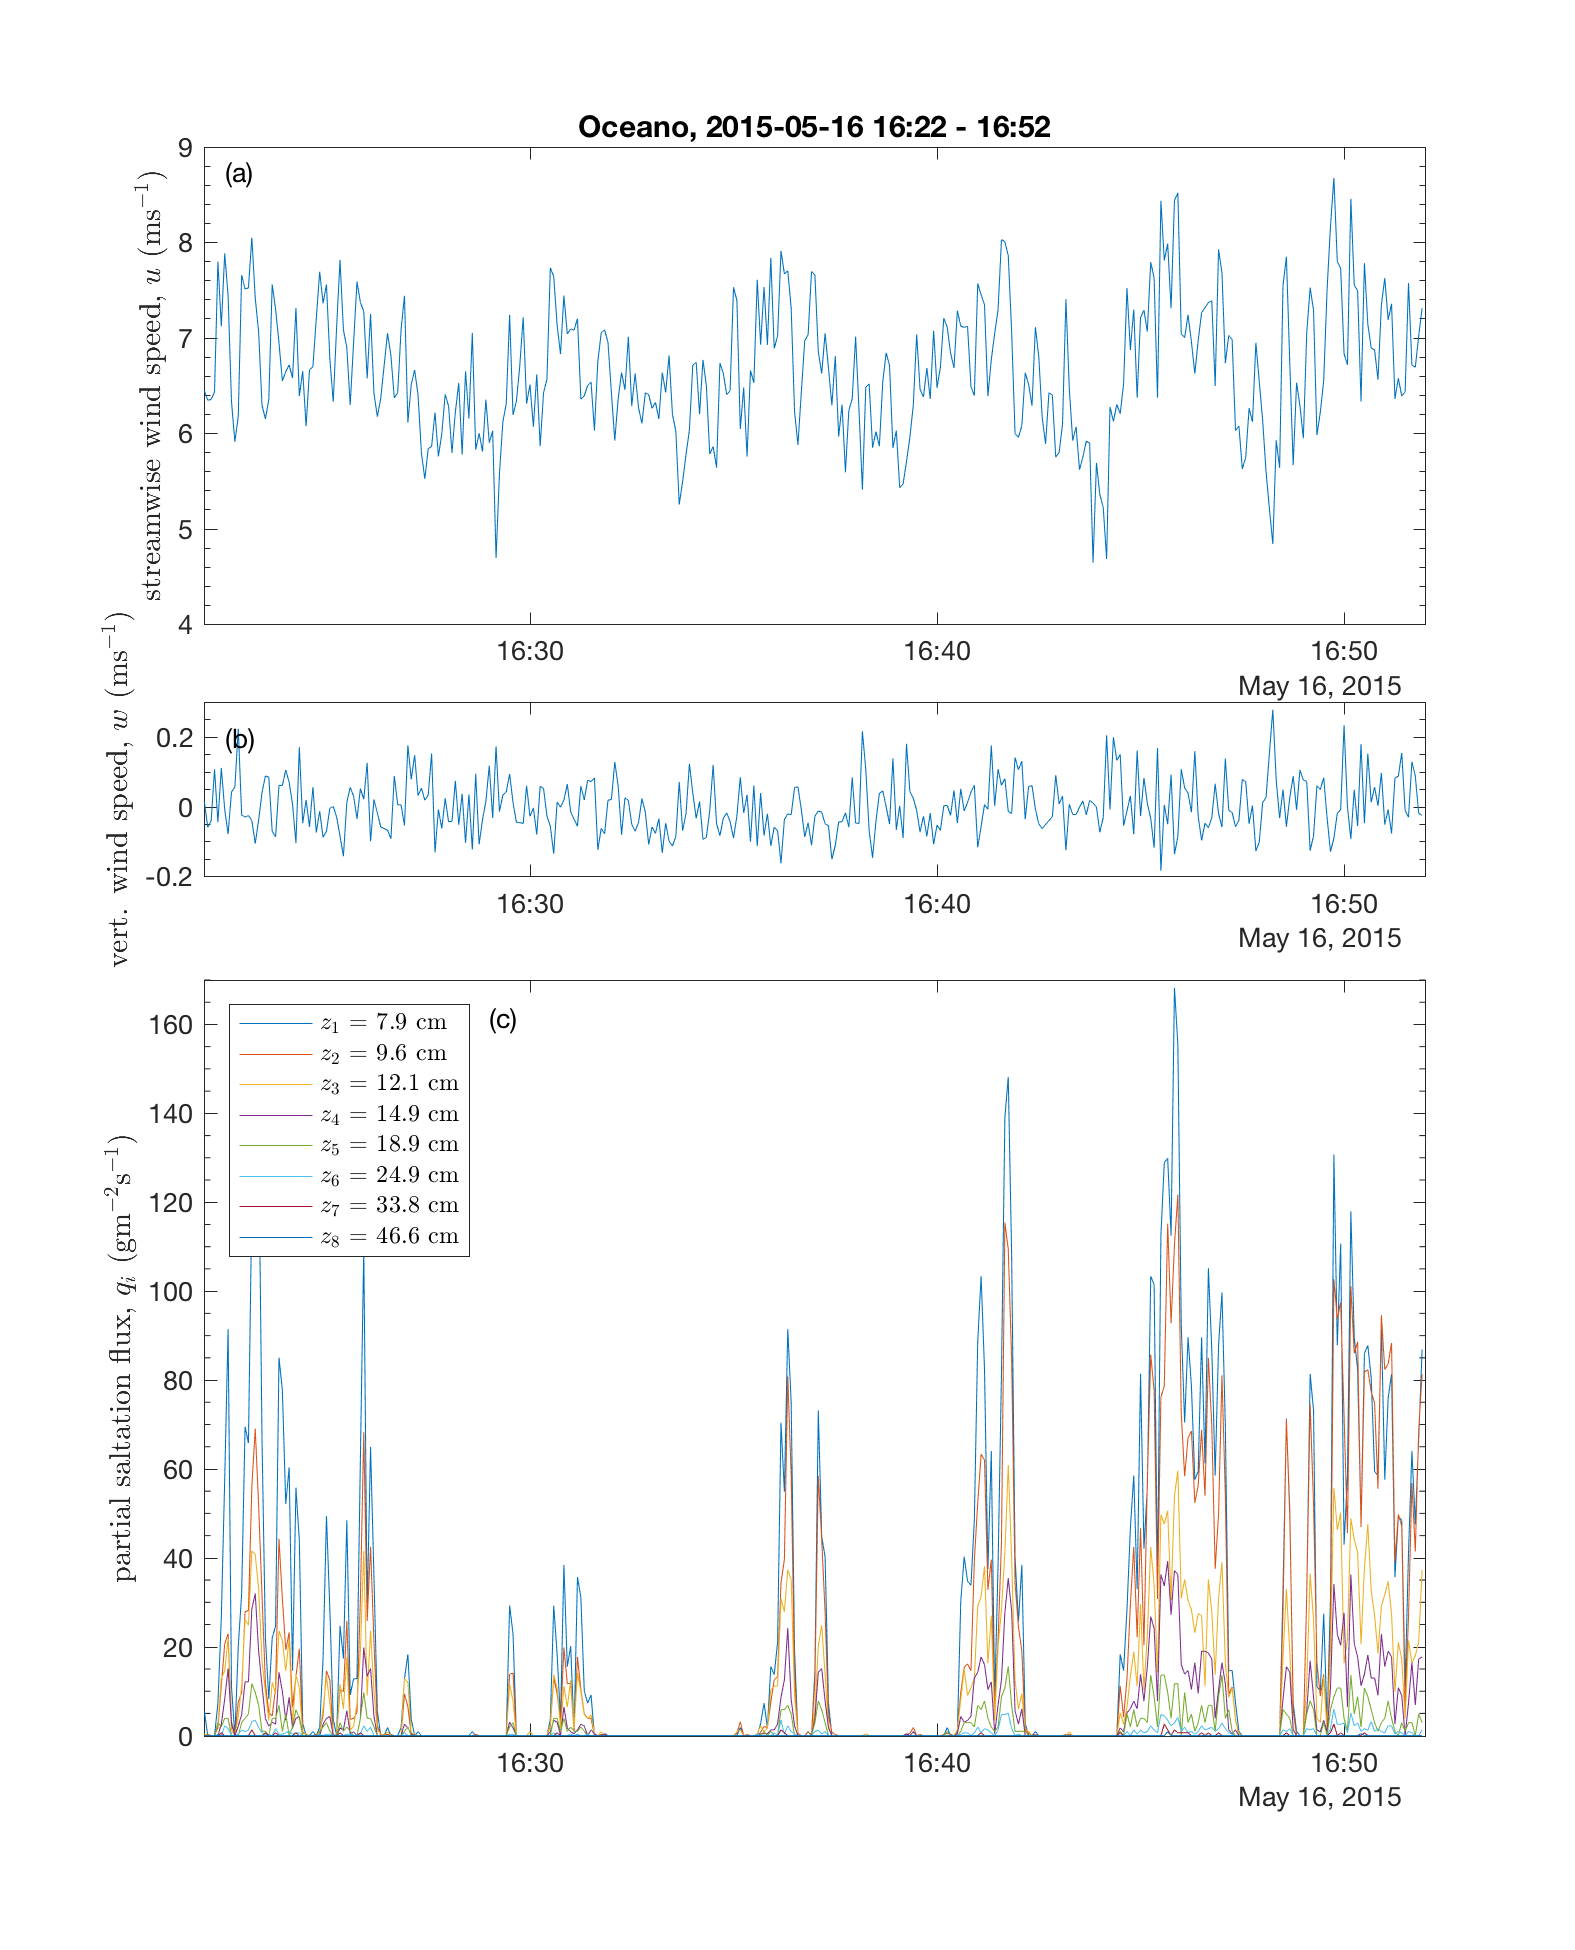 Oceano, 2015-05-16 16:22 - 16:52
(a)
streamwise wind speed, u (ms⁻¹)
9
8
7
6
5
4
16:30 16:40 16:50
May 16, 2015
(b)
vert. wind speed, w (ms⁻¹)
0.2
0
-0.2
16:30 16:40 16:50
May 16, 2015
(c)
partial saltation flux, qᵢ (gm⁻²s⁻¹)
160
140
120
100
80
60
40
20
0
z₁ = 7.9 cm
z₂ = 9.6 cm
z₃ = 12.1 cm
z₄ = 14.9 cm
z₅ = 18.9 cm
z₆ = 24.9 cm
z₇ = 33.8 cm
z₈ = 46.6 cm
16:30 16:40 16:50
May 16, 2015